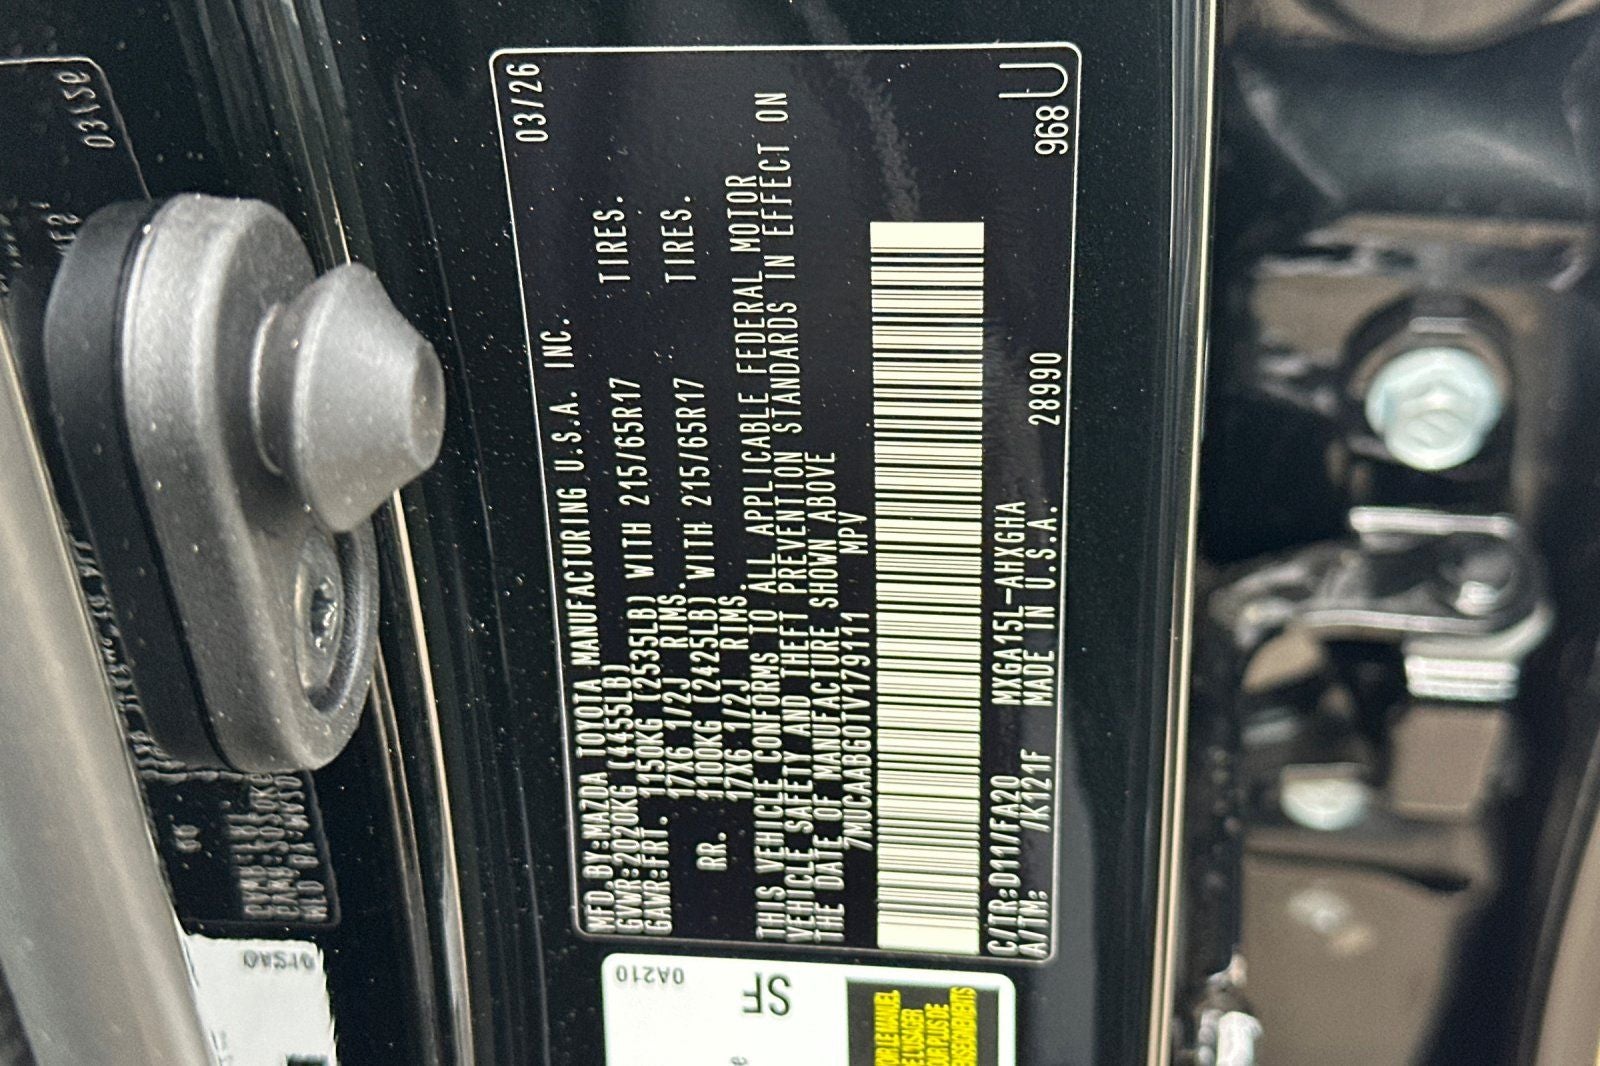 03/26
MFD.BY:MAZDA TOYOTA MANUFACTURING U.S.A. INC.
GVWR:2020KG (4455LB)
GAWR:FRT. 1150KG (2535LB) WITH 215/65R17 TIRES.
17X6 1/2J RIMS.
RR. 1100KG (2425LB) WITH 215/65R17 TIRES.
17X6 1/2J RIMS.
THIS VEHICLE CONFORMS TO ALL APPLICABLE FEDERAL MOTOR
VEHICLE SAFETY AND THEFT PREVENTION STANDARDS IN EFFECT ON
THE DATE OF MANUFACTURE SHOWN ABOVE
7MUCAABG0TV179111 MPV
C/TR:D11/FA20 MXGA15L-AHXGHA
A/TM: /K121F MADE IN U.S.A. 28990 968 U
0A210
SF